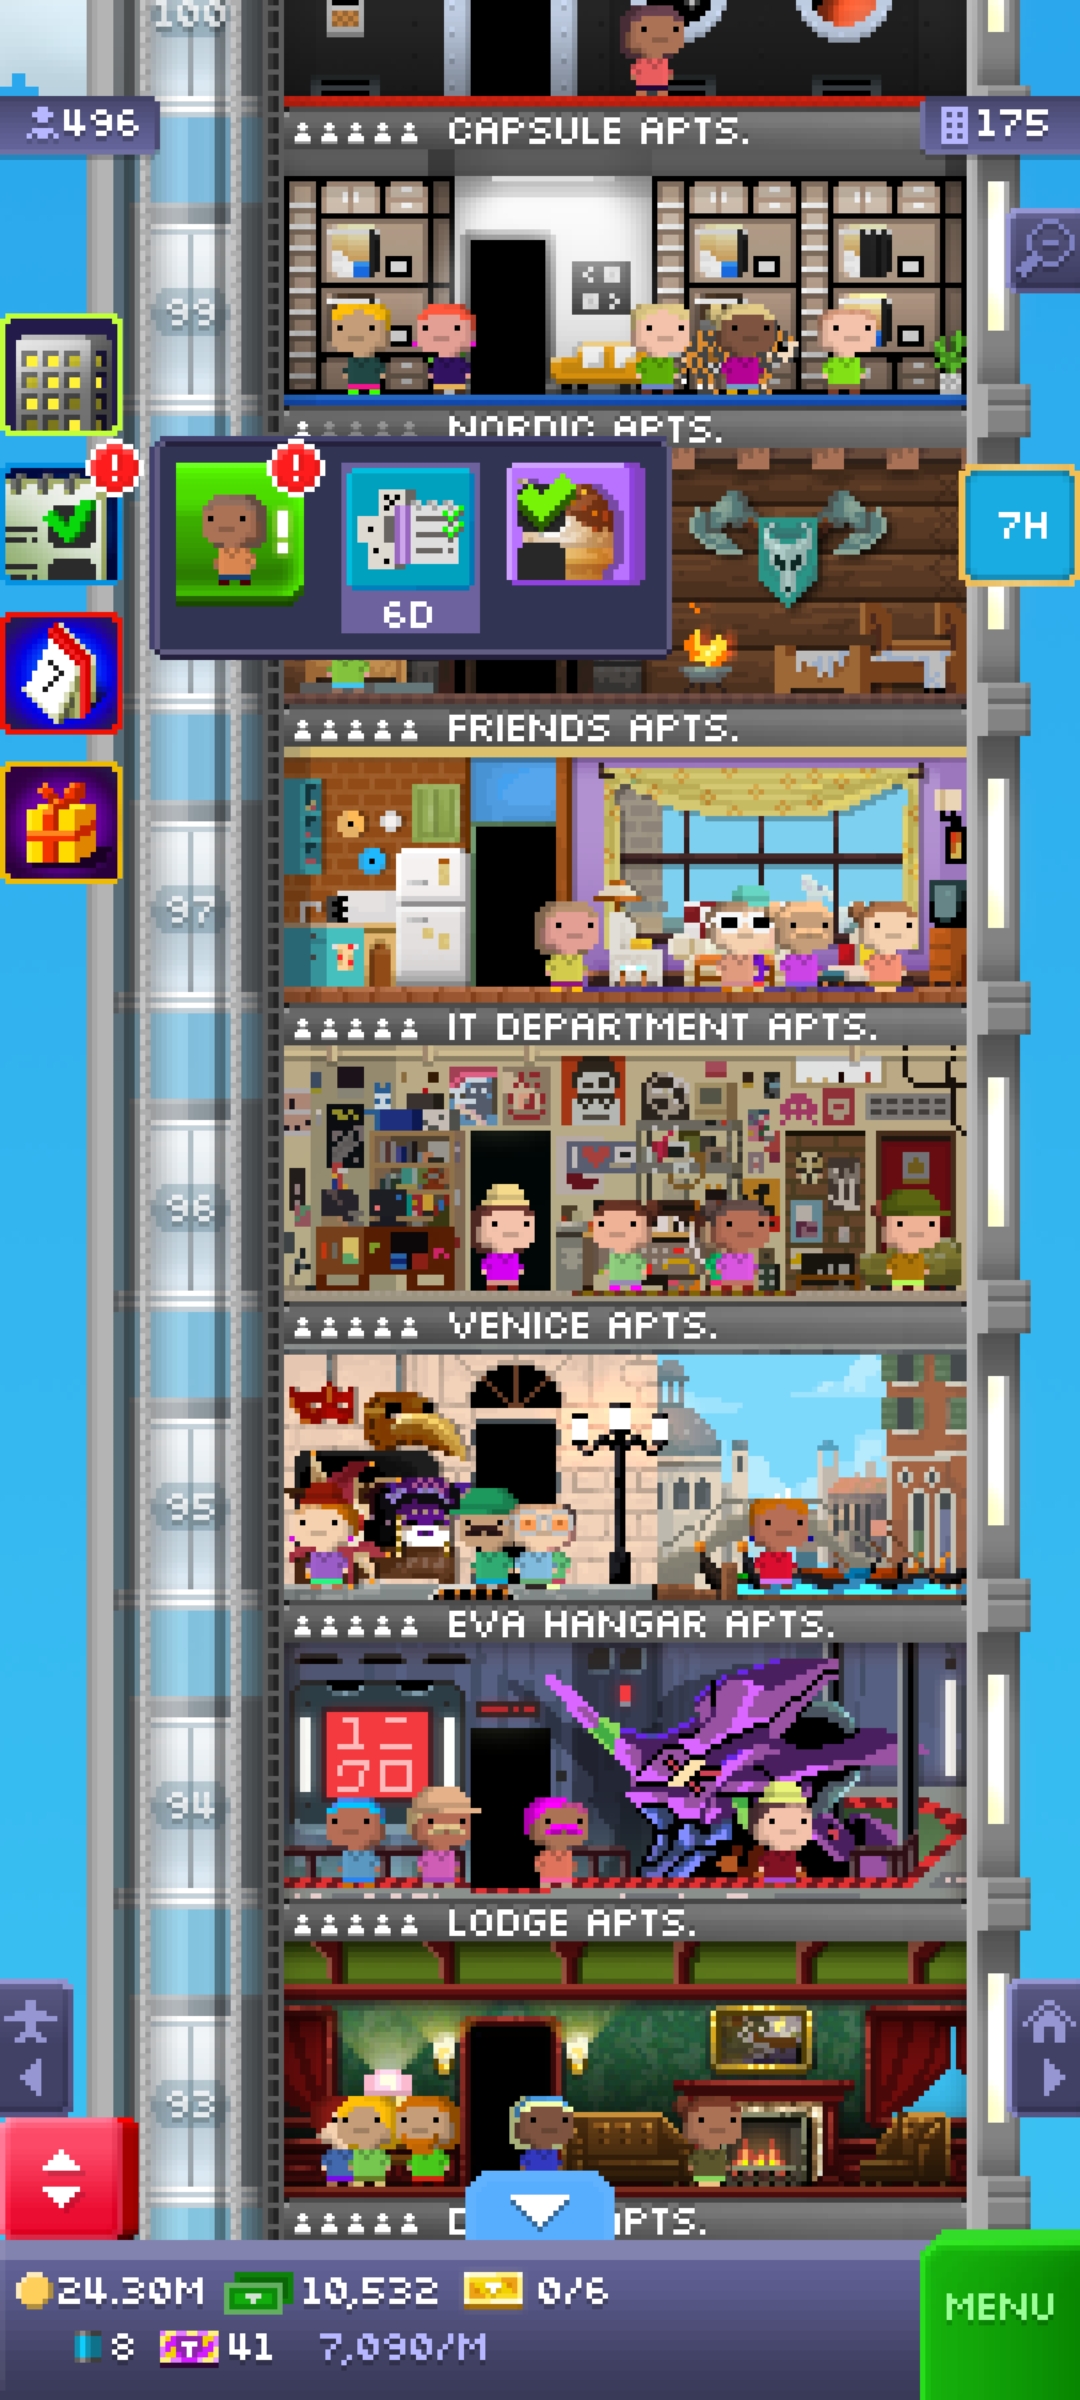 100
496
175
CAPSULE APTS.
99
NORDIC APTS.
7H
6D
FRIENDS APTS.
97
IT DEPARTMENT APTS.
96
VENICE APTS.
95
EVA HANGAR APTS.
94
LODGE APTS.
93
24.30M 10,532 0/6
MENU
8 41 7,090/M